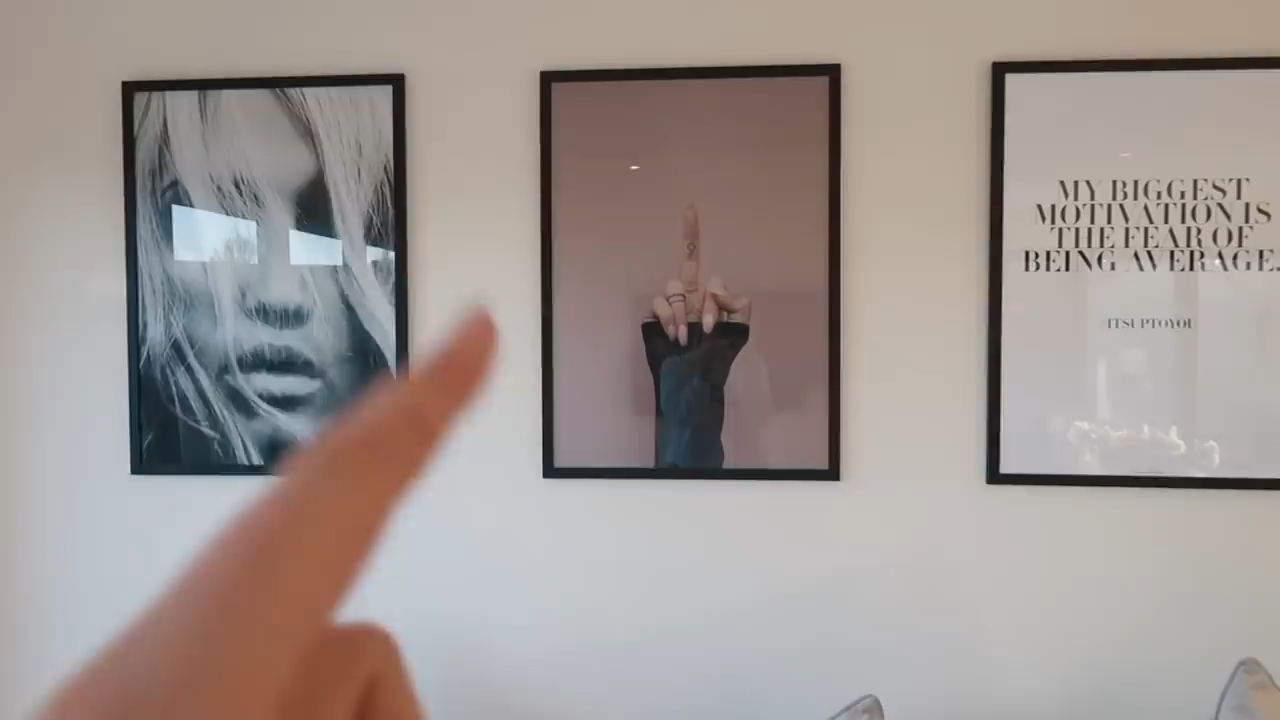 MY BIGGEST
MOTIVATION IS
THE FEAR OF
BEING AVERAGE.
ITSUPTOYOU